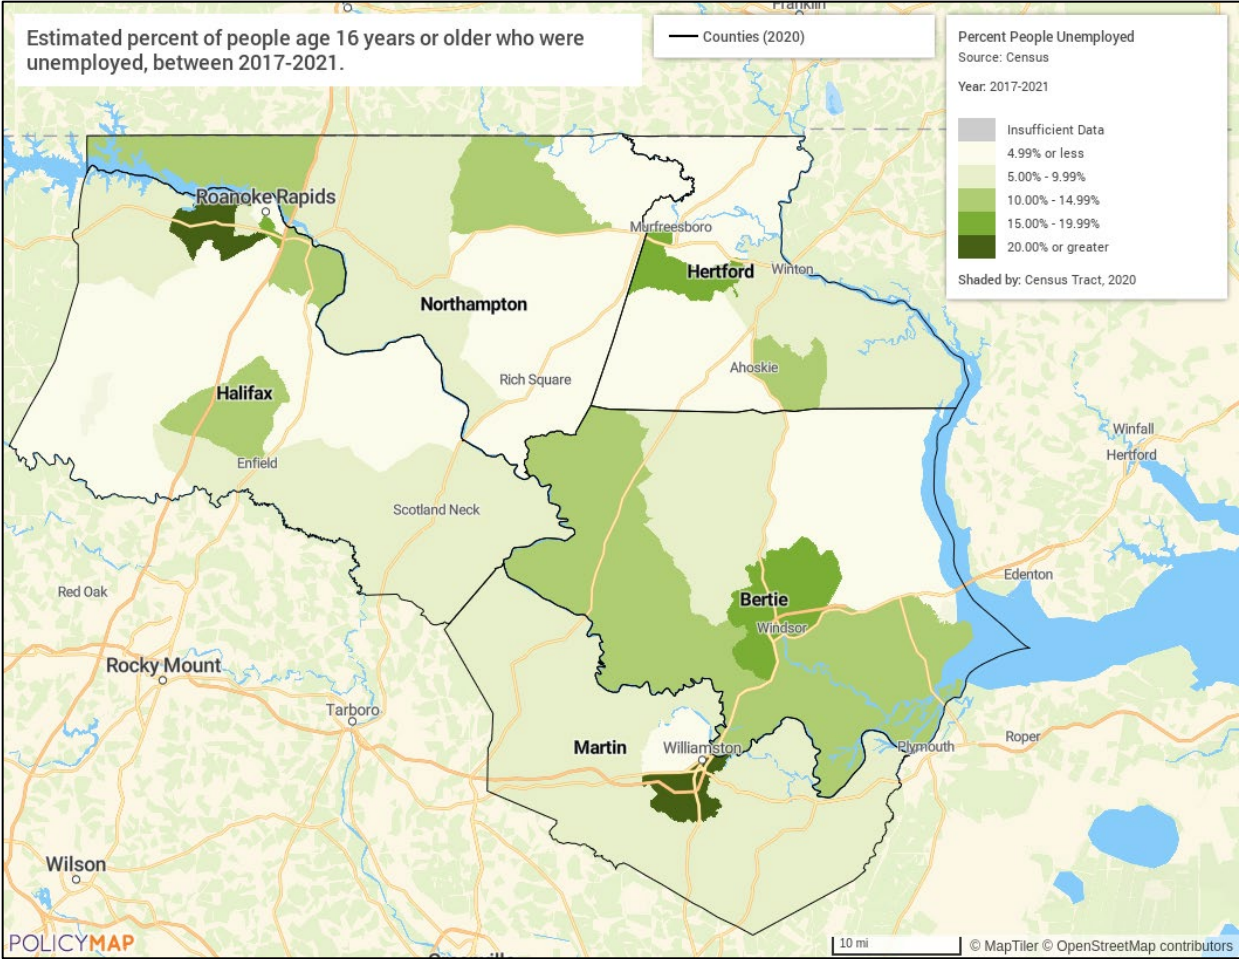 Franklin
Estimated percent of people age 16 years or older who were
unemployed, between 2017-2021.
Counties (2020)
Percent People Unemployed
Source: Census
Year: 2017-2021
Insufficient Data
4.99% or less
5.00% - 9.99%
10.00% - 14.99%
15.00% - 19.99%
20.00% or greater
Shaded by: Census Tract, 2020
Roanoke Rapids
Murfreesboro
Hertford
Winton
Northampton
Rich Square
Ahoskie
Halifax
Enfield
Winfall
Hertford
Scotland Neck
Red Oak
Edenton
Bertie
Windsor
Rocky Mount
Tarboro
Martin
Williamston
Plymouth
Roper
Wilson
POLICYMAP
10 mi
© MapTiler © OpenStreetMap contributors